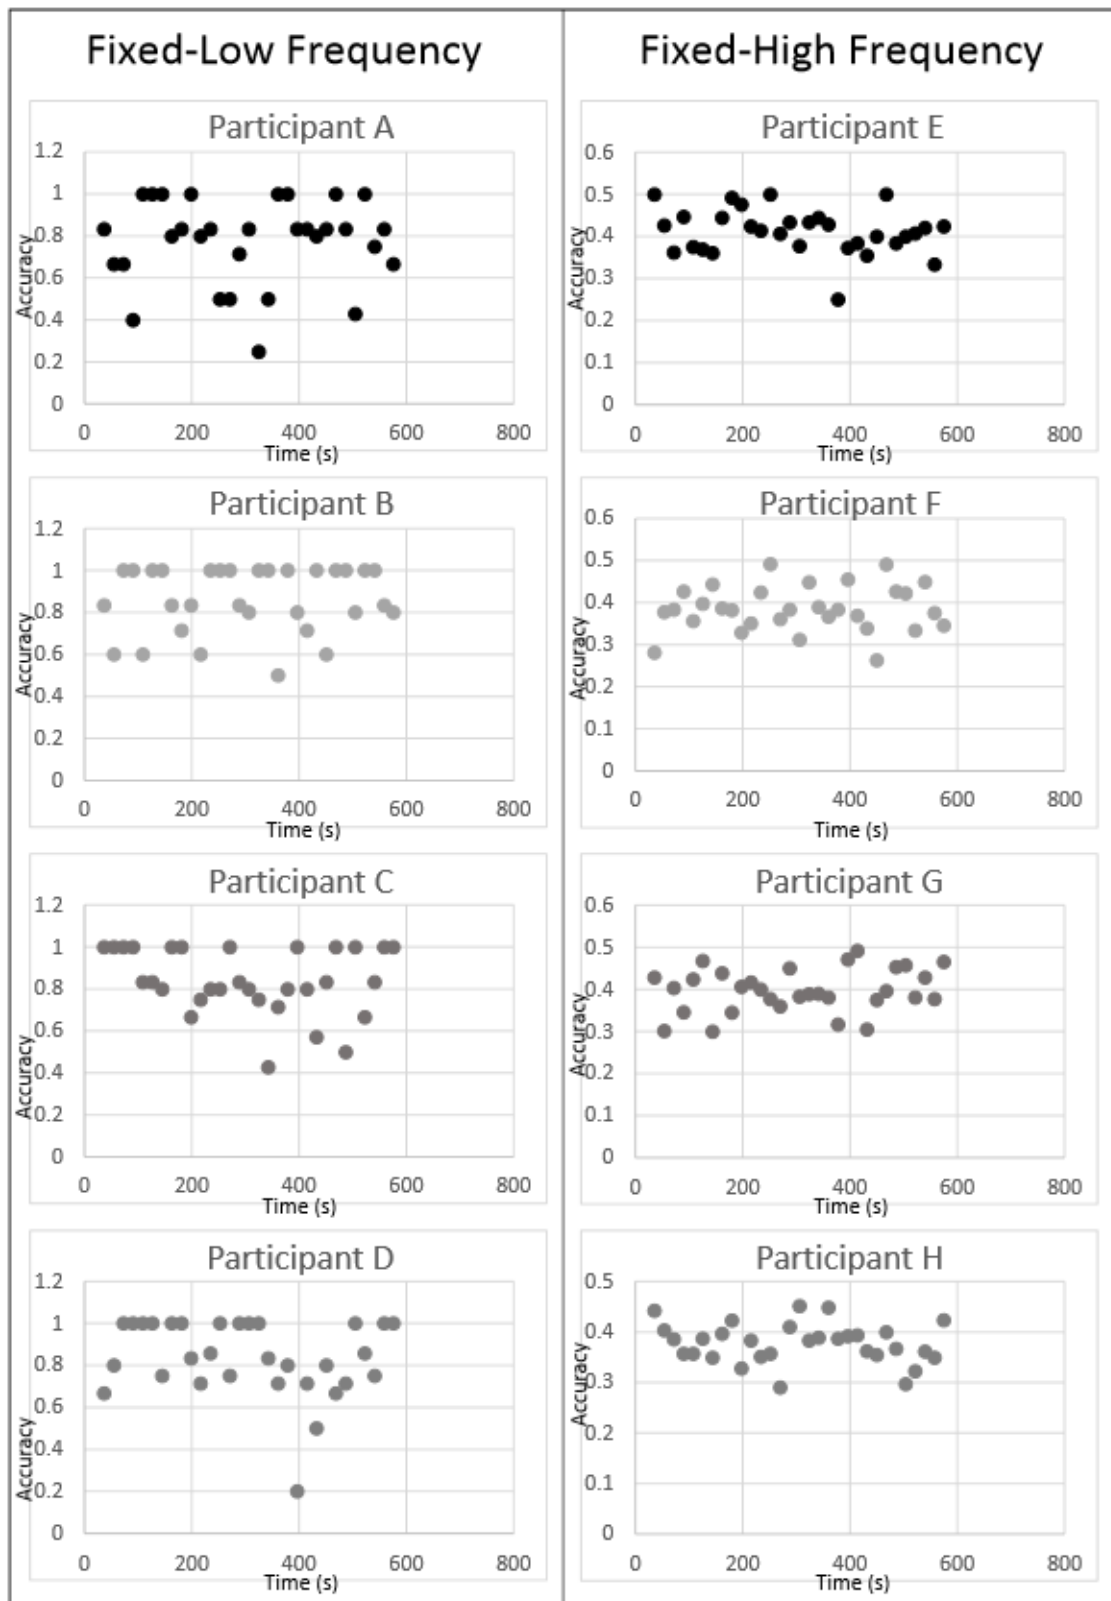 Fixed-Low Frequency
Participant A
1.2
1
0.8
0.6
0.4
0.2
0
Accuracy
0 200 400 600 800
Time (s)
Participant B
1.2
1
0.8
0.6
0.4
0.2
0
Accuracy
0 200 400 600 800
Time (s)
Participant C
1.2
1
0.8
0.6
0.4
0.2
0
Accuracy
0 200 400 600 800
Time (s)
Participant D
1.2
1
0.8
0.6
0.4
0.2
0
Accuracy
0 200 400 600 800
Time (s)
Fixed-High Frequency
Participant E
0.6
0.5
0.4
0.3
0.2
0.1
0
Accuracy
0 200 400 600 800
Time (s)
Participant F
0.6
0.5
0.4
0.3
0.2
0.1
0
Accuracy
0 200 400 600 800
Time (s)
Participant G
0.6
0.5
0.4
0.3
0.2
0.1
0
Accuracy
0 200 400 600 800
Time (s)
Participant H
0.5
0.4
0.3
0.2
0.1
0
Accuracy
0 200 400 600 800
Time (s)